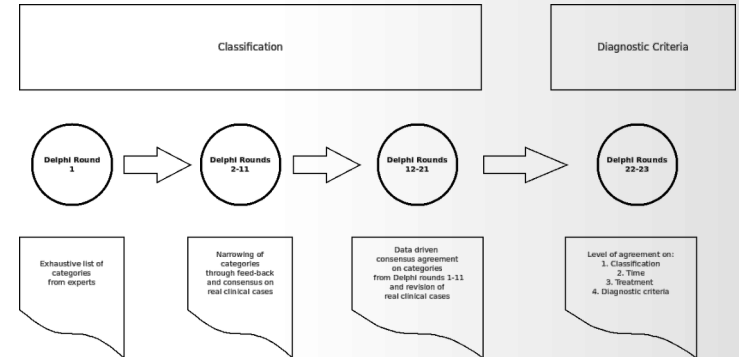 Classification
Diagnostic Criteria
Delphi Round
1
Delphi Rounds
2-11
Delphi Rounds
12-21
Delphi Rounds
22-23
Exhaustive list of
categories
from experts
Narrowing of
categories
through feed-back
and consensus on
real clinical cases
Data driven
consensus agreement
on categories
from Delphi rounds 1-11
and revision of
real clinical cases
Level of agreement on:
1. Classification
2. Time
3. Treatment
4. Diagnostic criteria